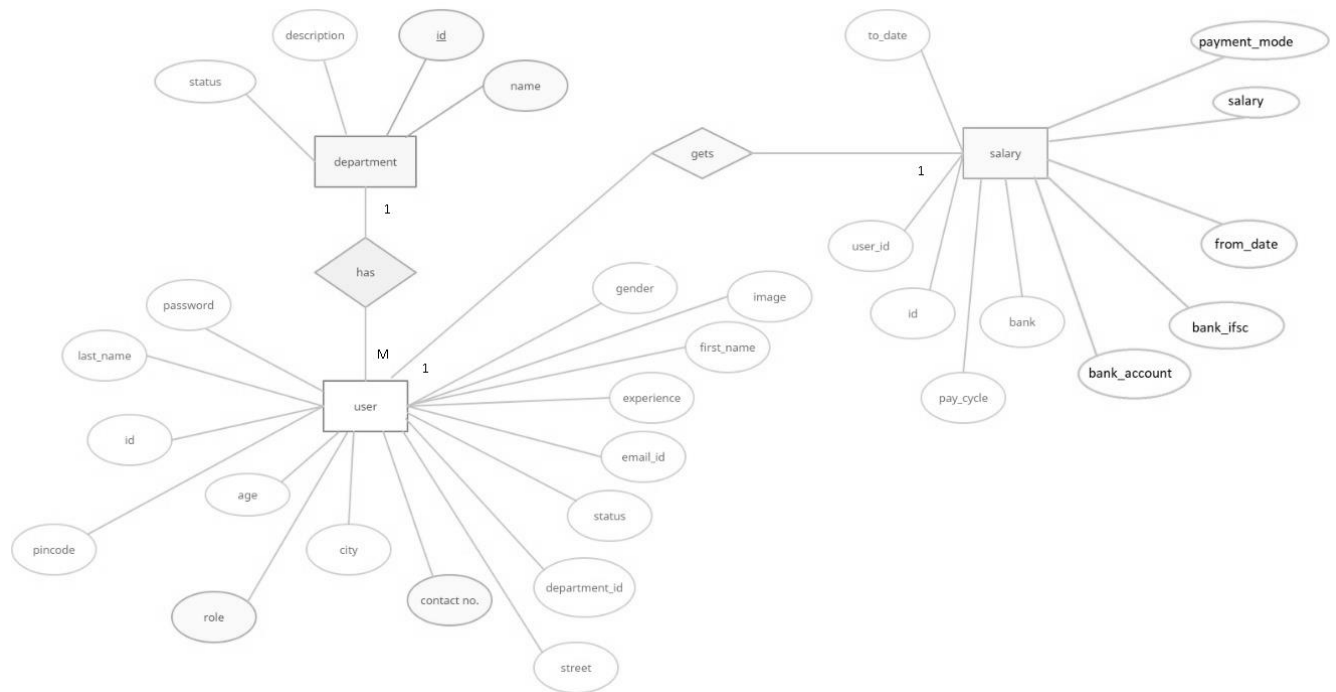 to_date
payment_mode
description
id
status
name
salary
department
gets
salary
1
1
user_id
from_date
has
gender
image
password
id
bank
bank_ifsc
first_name
last_name
M
1
bank_account
pay_cycle
experience
user
id
email_id
age
status
pincode
city
department_id
role
contact no.
street